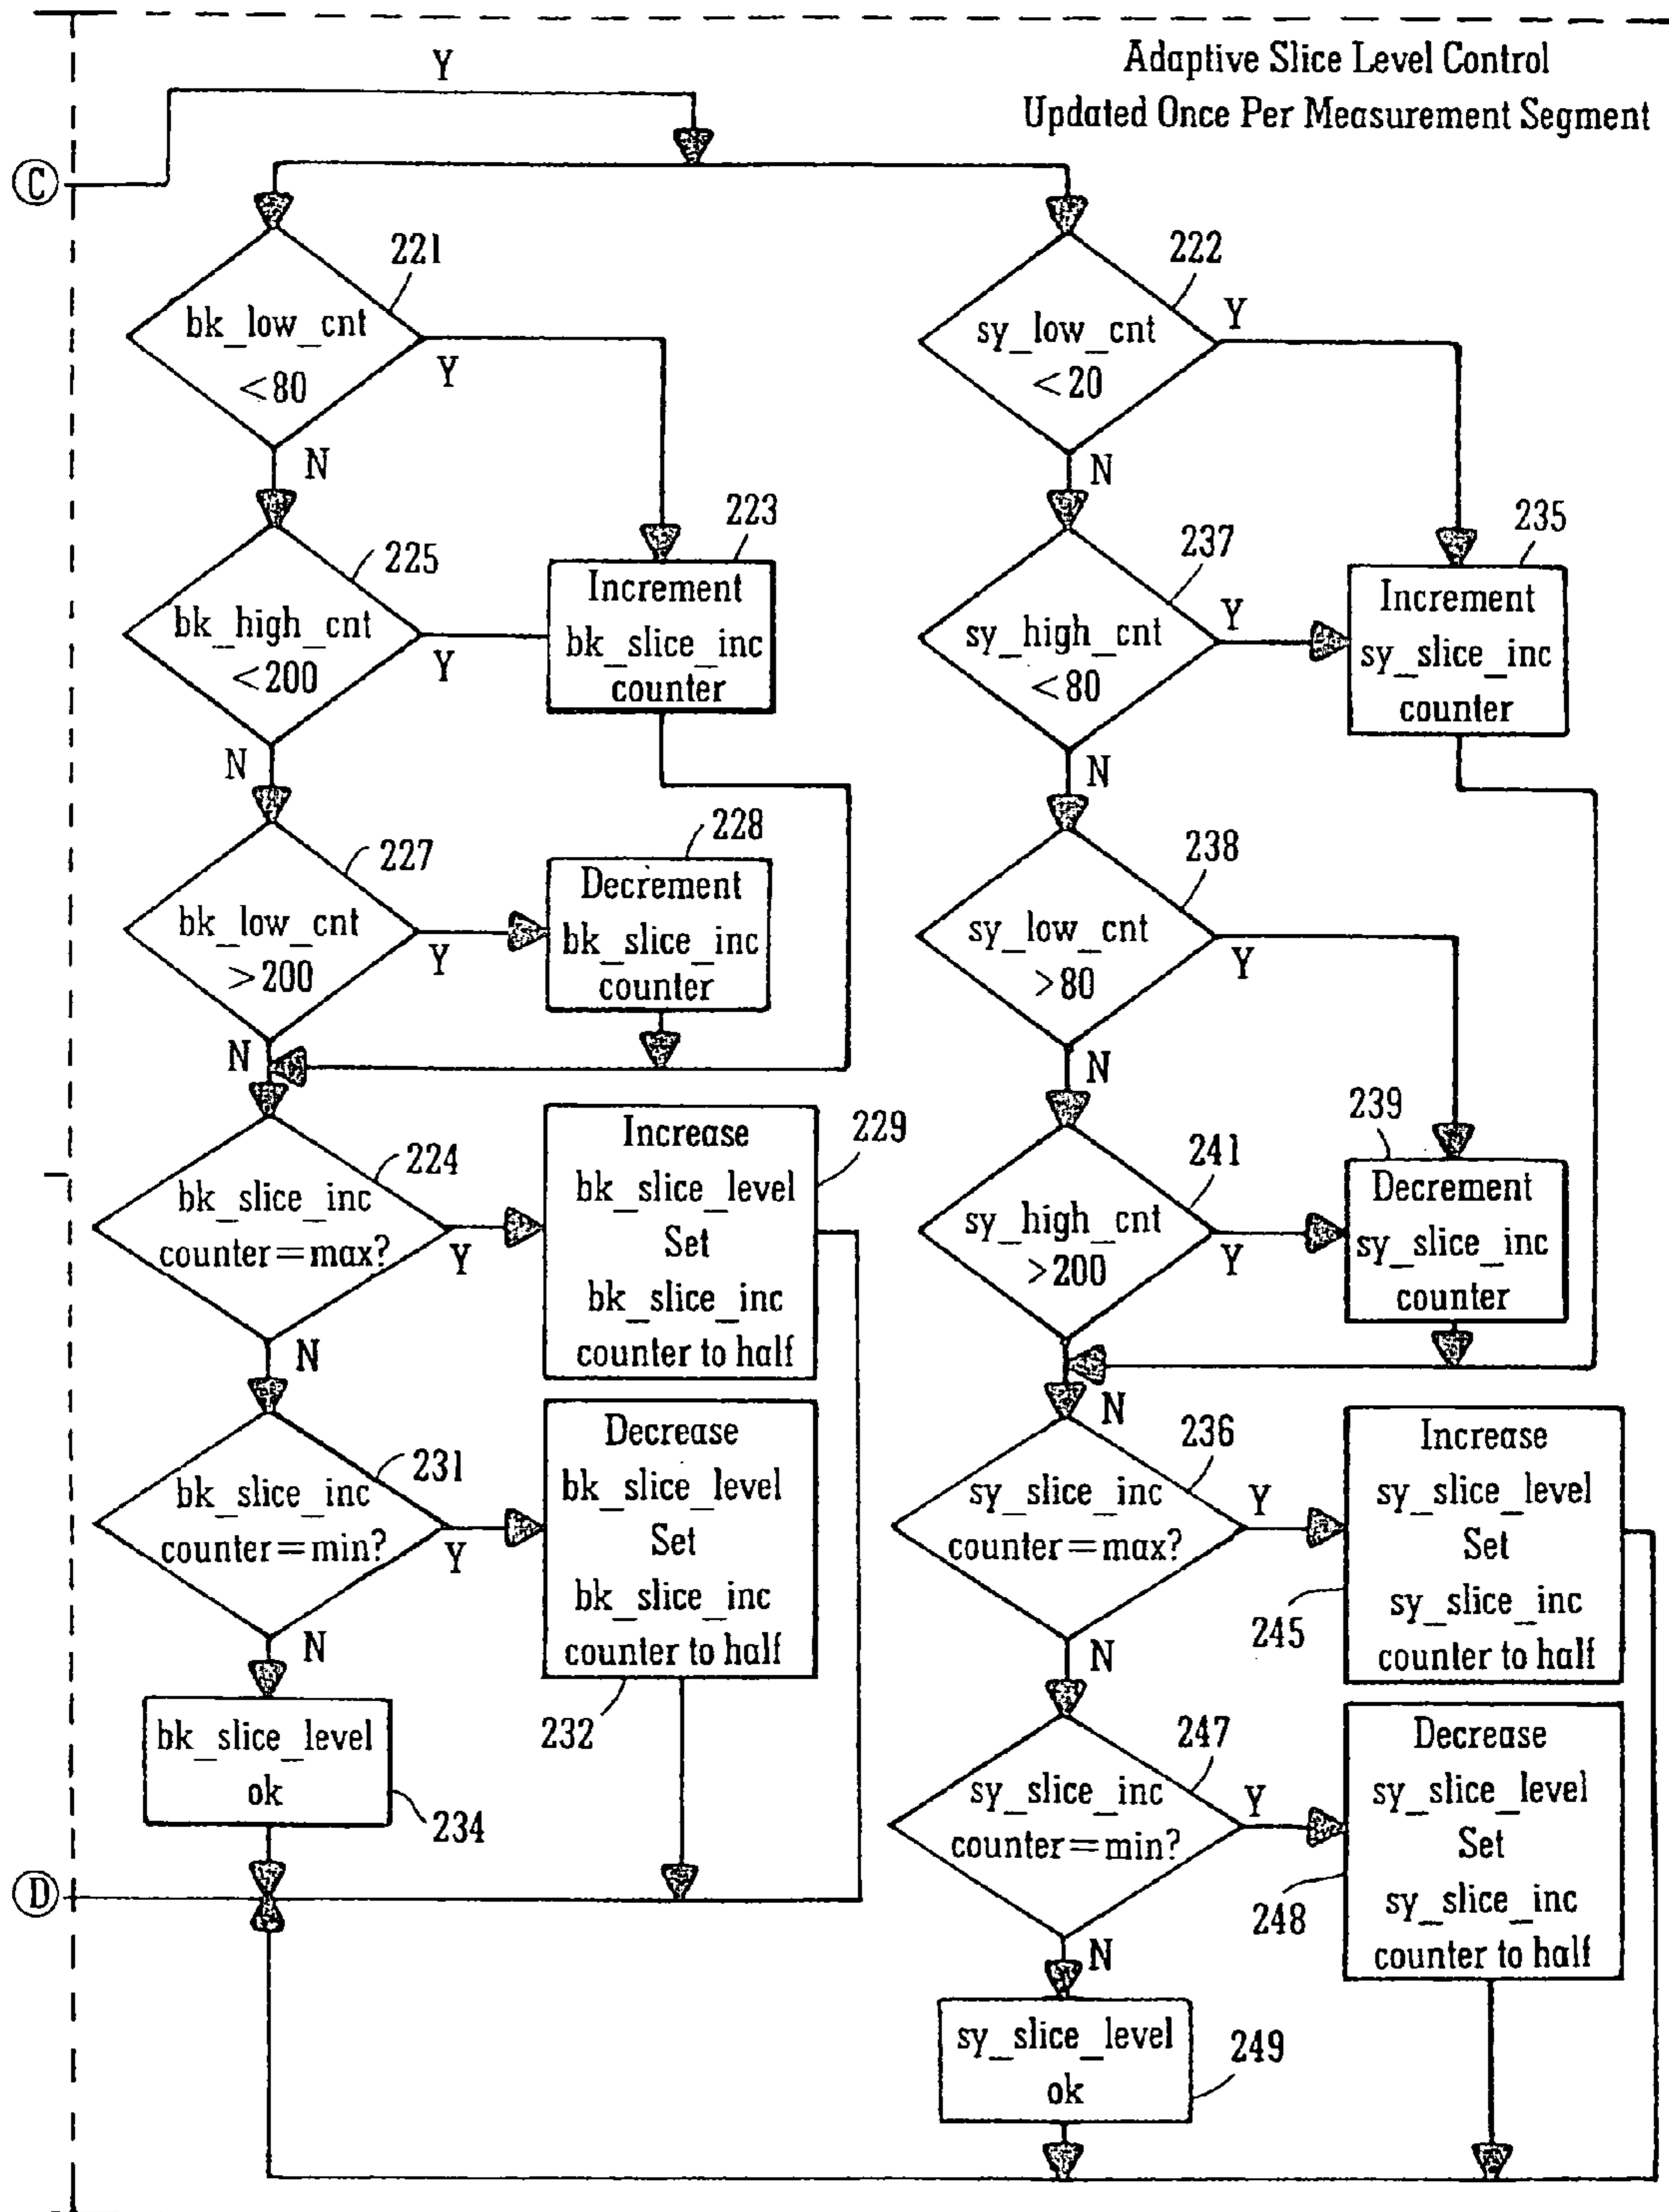 Adaptive Slice Level Control
Updated Once Per Measurement Segment
Y
C
221
bk_low_cnt
<80
Y
N
222
sy_low_cnt
<20
Y
N
225
bk_high_cnt
<200
Y
N
223
Increment
bk_slice_inc
counter
237
sy_high_cnt
<80
Y
N
235
Increment
sy_slice_inc
counter
227
bk_low_cnt
>200
Y
N
228
Decrement
bk_slice_inc
counter
238
sy_low_cnt
>80
Y
N
224
bk_slice_inc
counter=max?
Y
N
229
Increase
bk_slice_level
Set
bk_slice_inc
counter to half
241
sy_high_cnt
>200
Y
N
239
Decrement
sy_slice_inc
counter
231
bk_slice_inc
counter=min?
Y
N
232
Decrease
bk_slice_level
Set
bk_slice_inc
counter to half
236
sy_slice_inc
counter=max?
Y
N
245
Increase
sy_slice_level
Set
sy_slice_inc
counter to half
bk_slice_level
ok
234
D
247
sy_slice_inc
counter=min?
Y
N
248
Decrease
sy_slice_level
Set
sy_slice_inc
counter to half
sy_slice_level
ok
249